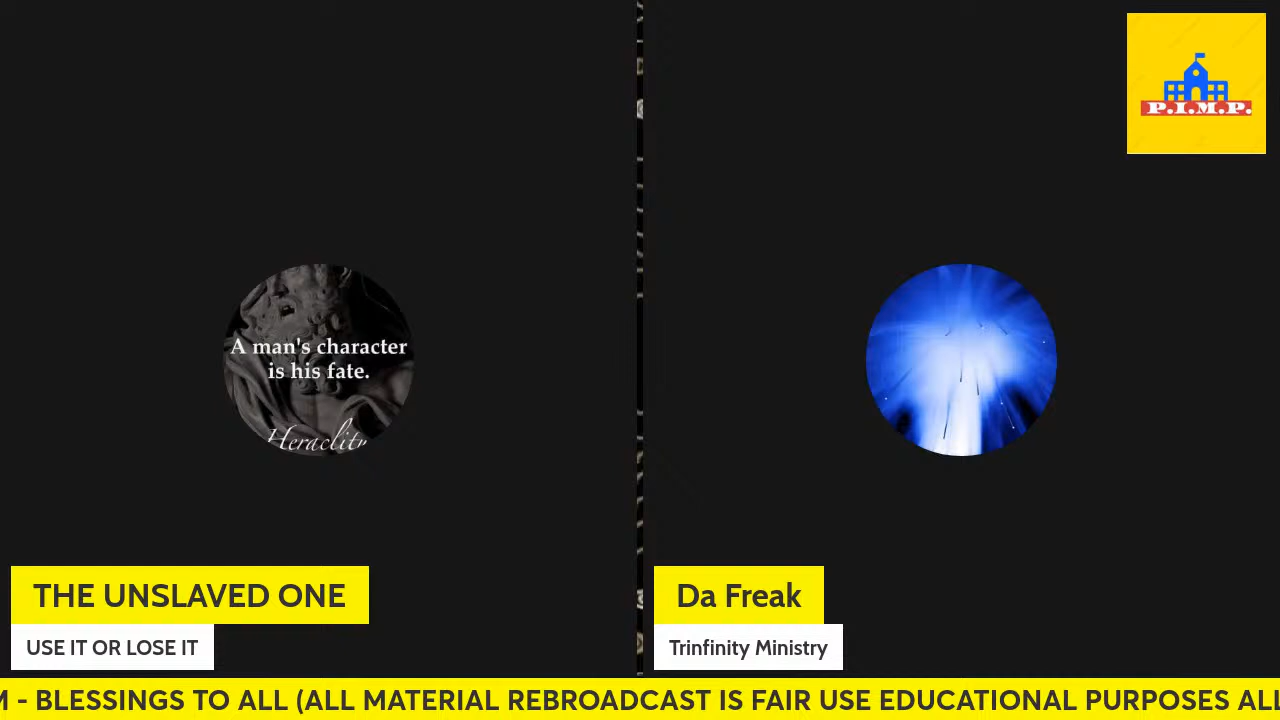 P.I.M.P.
A man's character
is his fate.
THE UNSLAVED ONE
USE IT OR LOSE IT
Da Freak
Trinfinity Ministry
- BLESSINGS TO ALL (ALL MATERIAL REBROADCAST IS FAIR USE EDUCATIONAL PURPOSES